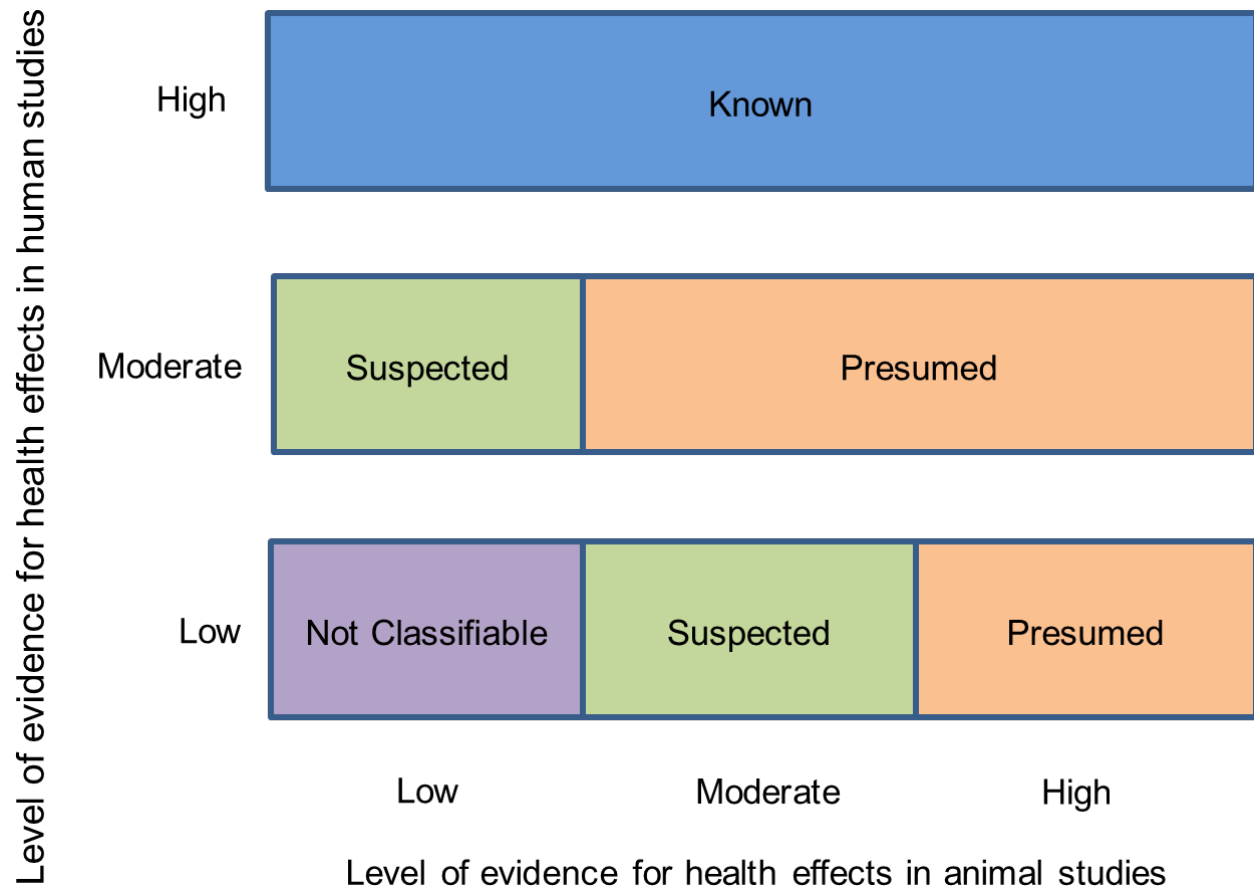 Level of evidence for health effects in human studies
High
Known
Moderate
Suspected
Presumed
Low
Not Classifiable
Suspected
Presumed
Low
Moderate
High
Level of evidence for health effects in animal studies